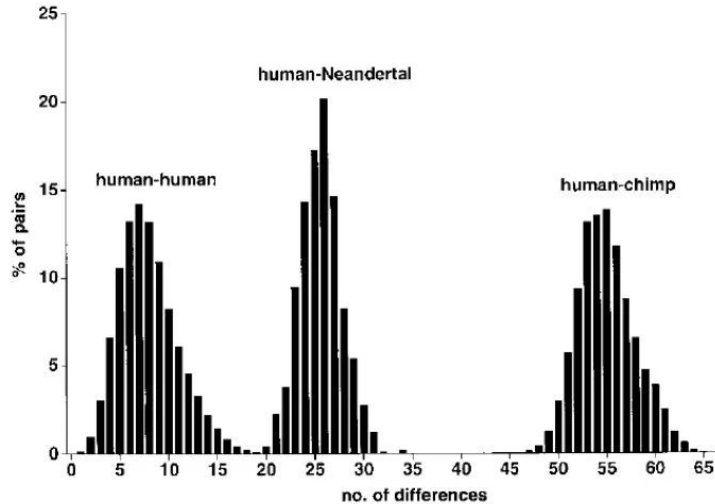 25
human-Neandertal
20
human-human
human-chimp
15
% of pairs
10
5
0
0 5 10 15 20 25 30 35 40 45 50 55 60 65
no. of differences